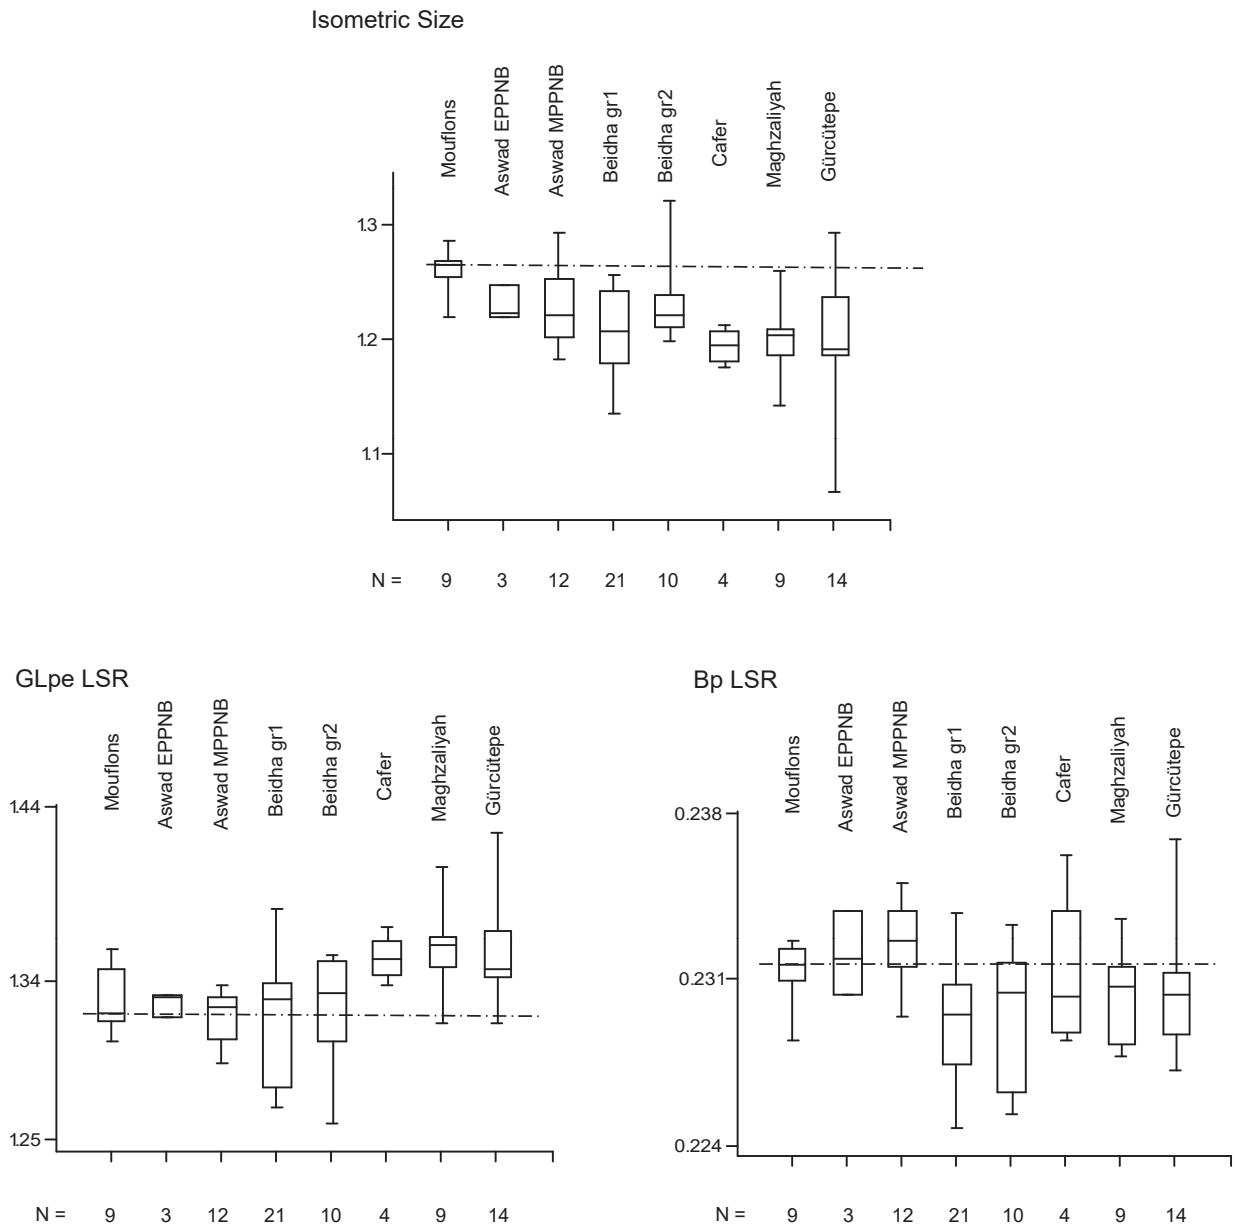 Isometric Size
Mouflons
Aswad EPPNB
Aswad MPPNB
Beidha gr1
Beidha gr2
Cafer
Maghzaliyah
Gürcütepe
1.3
1.2
1.1
N = 9 3 12 21 10 4 9 14
GLpe LSR
Mouflons
Aswad EPPNB
Aswad MPPNB
Beidha gr1
Beidha gr2
Cafer
Maghzaliyah
Gürcütepe
1.44
1.34
1.25
N = 9 3 12 21 10 4 9 14
Bp LSR
Mouflons
Aswad EPPNB
Aswad MPPNB
Beidha gr1
Beidha gr2
Cafer
Maghzaliyah
Gürcütepe
0.238
0.231
0.224
N = 9 3 12 21 10 4 9 14